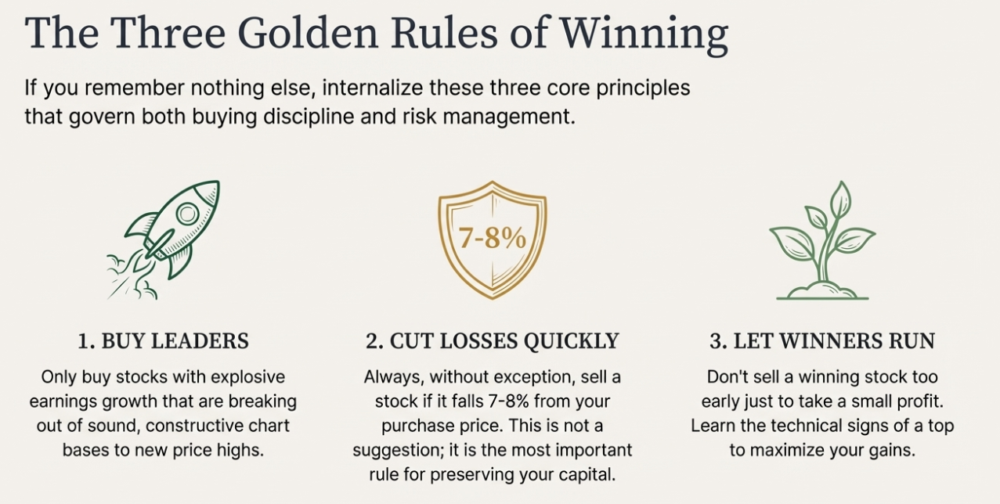 The Three Golden Rules of Winning
If you remember nothing else, internalize these three core principles
that govern both buying discipline and risk management.
7-8%
1. BUY LEADERS
Only buy stocks with explosive
earnings growth that are breaking
out of sound, constructive chart
bases to new price highs.
2. CUT LOSSES QUICKLY
Always, without exception, sell a
stock if it falls 7-8% from your
purchase price. This is not a
suggestion; it is the most important
rule for preserving your capital.
3. LET WINNERS RUN
Don't sell a winning stock too
early just to take a small profit.
Learn the technical signs of a top
to maximize your gains.